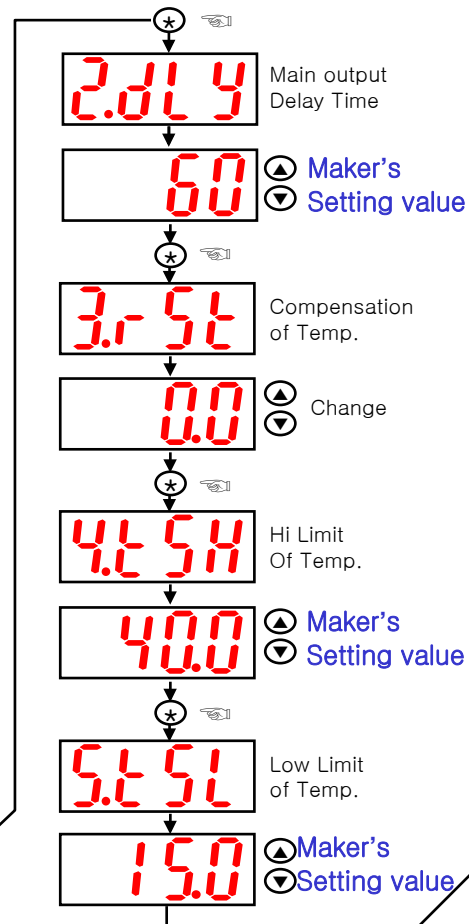 *
2.dLY
Main output
Delay Time
60
Maker's
Setting value
*
3.rSt
Compensation
of Temp.
0.0
Change
*
4.tSH
Hi Limit
Of Temp.
40.0
Maker's
Setting value
*
5.tSL
Low Limit
of Temp.
15.0
Maker's
Setting value